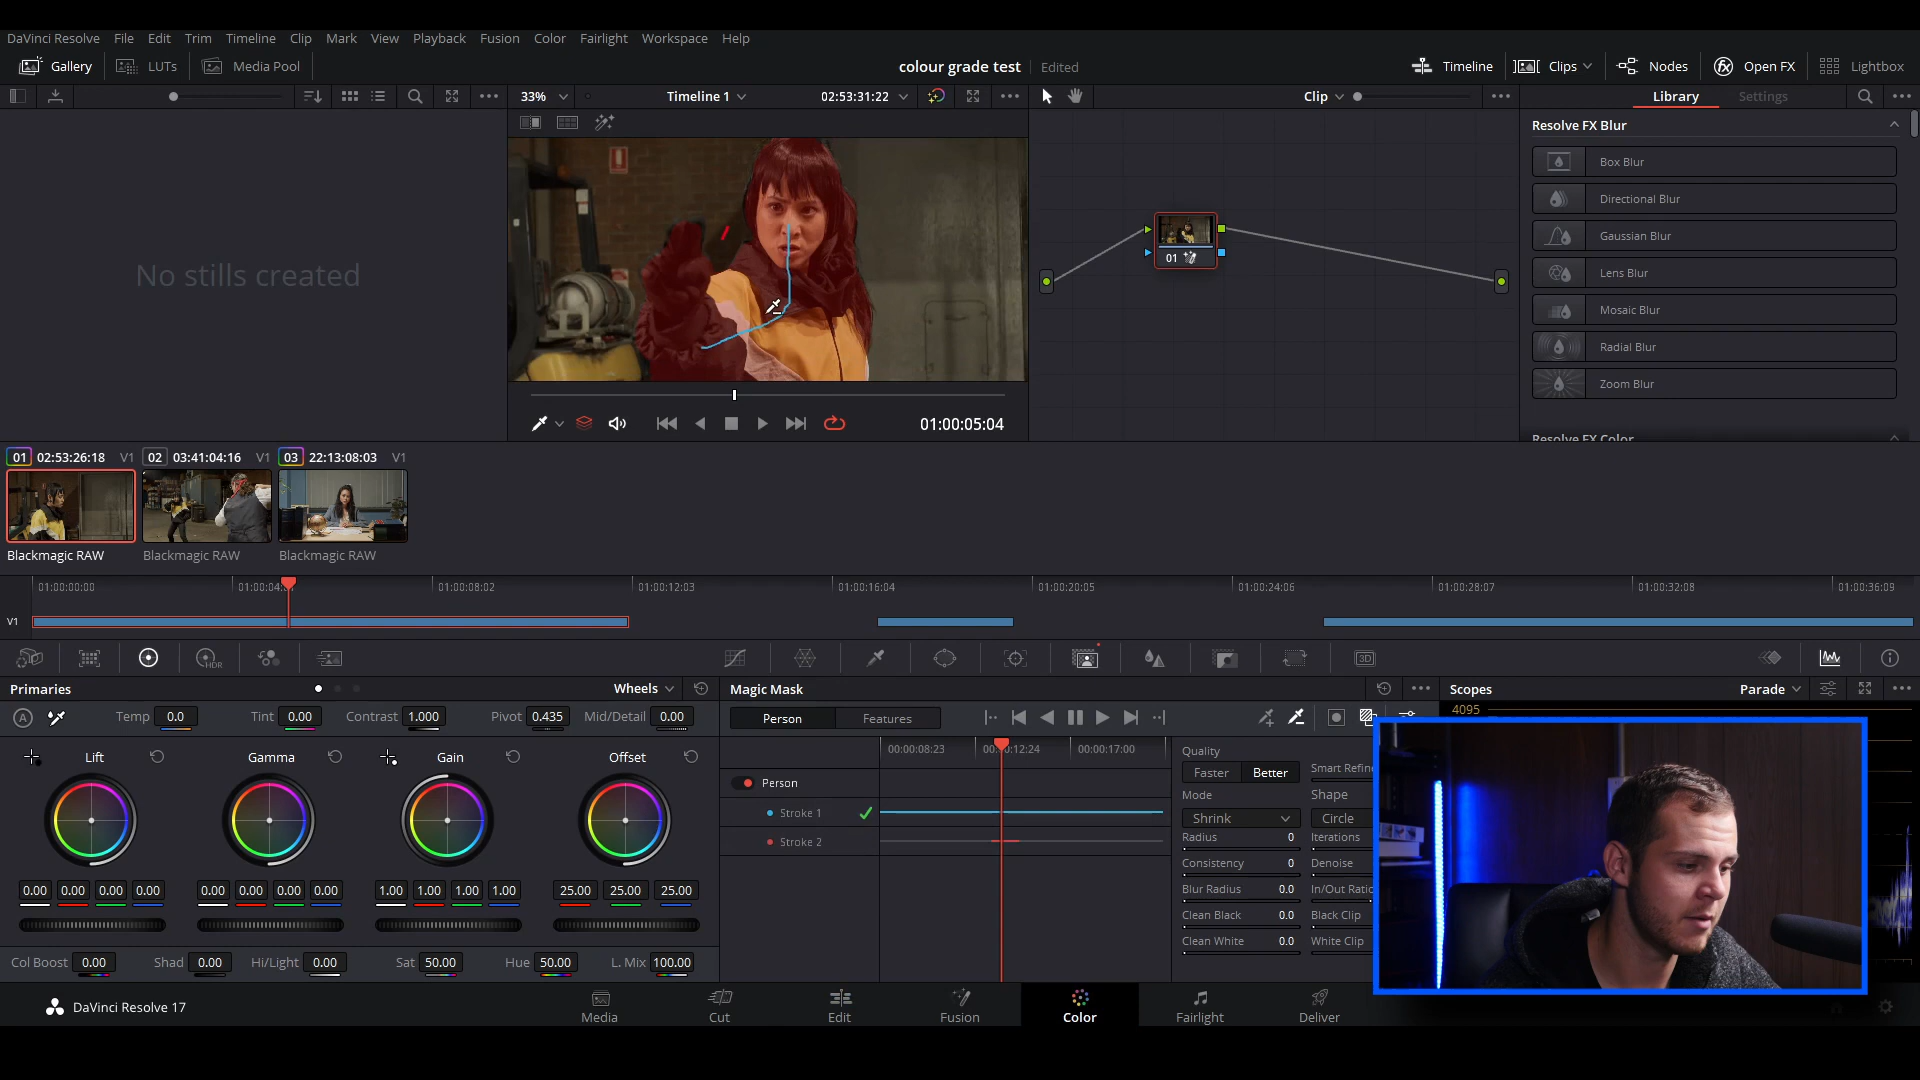 DaVinci Resolve File Edit Trim Timeline Clip Mark View Playback Fusion Color Fairlight Workspace Help
Gallery LUTs Media Pool colour grade test Edited Timeline Clips Nodes Open FX Lightbox
33% Timeline 1 02:53:31:22 Clip Library Settings
Resolve FX Blur
Box Blur
Directional Blur
Gaussian Blur
Lens Blur
Mosaic Blur
Radial Blur
Zoom Blur
Resolve FX Color
No stills created
01
01:00:05:04
01 02:53:26:18 V1 02 03:41:04:16 V1 03 22:13:08:03 V1
Blackmagic RAW Blackmagic RAW Blackmagic RAW
01:00:00:00 01:00:04: 01:00:08:02 01:00:12:03 01:00:16:04 01:00:20:05 01:00:24:06 01:00:28:07 01:00:32:08 01:00:36:09
V1
HDR 3D
Primaries Wheels Magic Mask Scopes Parade
A Temp 0.0 Tint 0.00 Contrast 1.000 Pivot 0.435 Mid/Detail 0.00 Person Features 4095
Lift Gamma Gain Offset
00:00:08:23 00:00:12:24 00:00:17:00
Person
Stroke 1
Stroke 2
Quality
Faster Better Smart Refine
Mode Shape
Shrink Circle
Radius 0 Iterations
Consistency 0 Denoise
Blur Radius 0.0 In/Out Ratio
Clean Black 0.0 Black Clip
Clean White 0.0 White Clip
0.00 0.00 0.00 0.00 0.00 0.00 0.00 0.00 1.00 1.00 1.00 1.00 25.00 25.00 25.00
Col Boost 0.00 Shad 0.00 Hi/Light 0.00 Sat 50.00 Hue 50.00 L. Mix 100.00
DaVinci Resolve 17 Media Cut Edit Fusion Color Fairlight Deliver